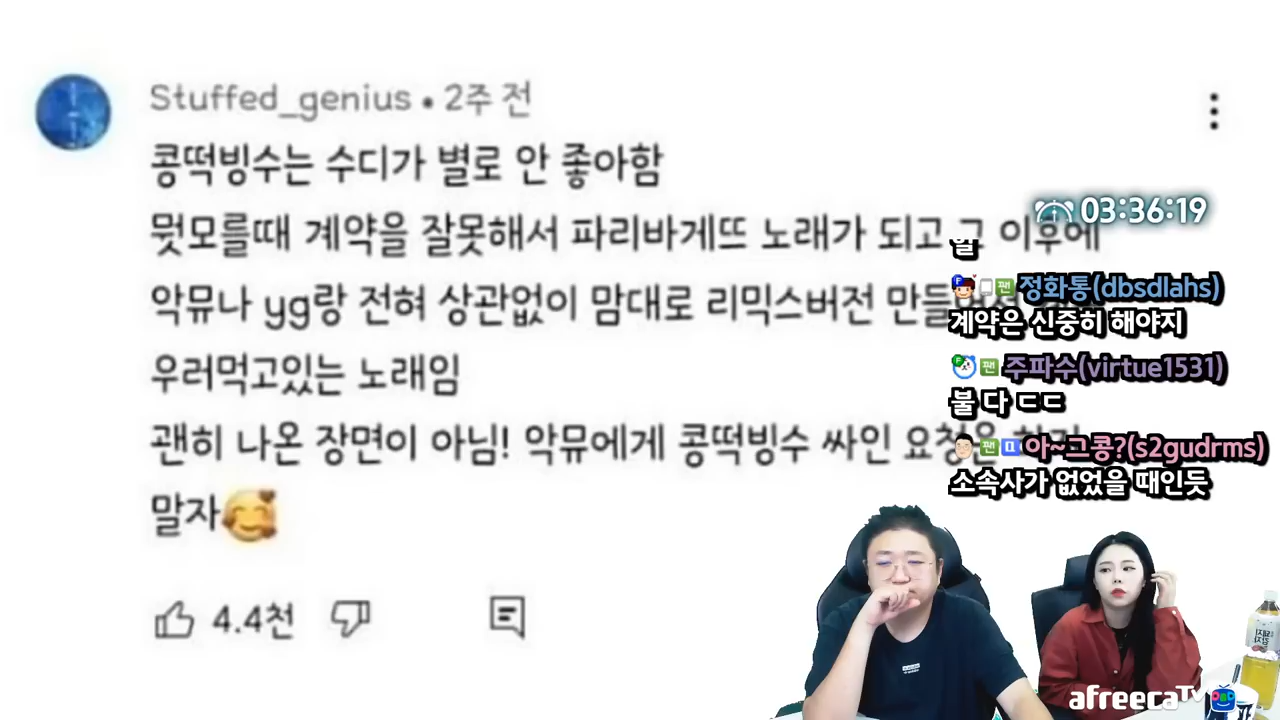 Stuffed_genius • 2주 전
콩떡빙수는 수디가 별로 안 좋아함
뭣모를때 계약을 잘못해서 파리바게뜨 노래가 되고 그 이후에
악뮤나 yg랑 전혀 상관없이 맘대로 리믹스버전
우러먹고있는 노래임
괜히 나온 장면이 아님! 악뮤에게 콩떡빙수 싸인 요청은
말자🥰
4.4천
03:36:19
일
정화통(dbsdlahs)
계약은 신중히 해야지
주파수(virtue1531)
불 다 ㄷㄷ
아~그콩?(s2gudrms)
소속사가 없었을 때인듯
afreecaTV